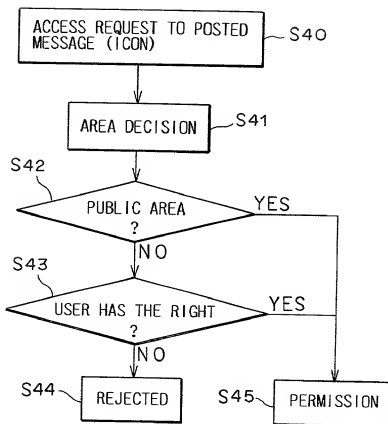 ACCESS REQUEST TO POSTED
MESSAGE (ICON)
S40
AREA DECISION
S41
S42
PUBLIC AREA
?
YES
NO
S43
USER HAS THE RIGHT
?
YES
NO
S44
REJECTED
S45
PERMISSION